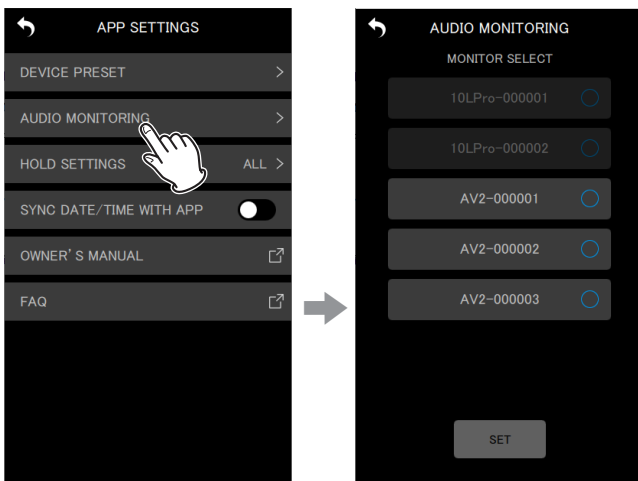 APP SETTINGS
DEVICE PRESET
AUDIO MONITORING
HOLD SETTINGS ALL
SYNC DATE/TIME WITH APP
OWNER'S MANUAL
FAQ
AUDIO MONITORING
MONITOR SELECT
10LPro-000001
10LPro-000002
AV2-000001
AV2-000002
AV2-000003
SET